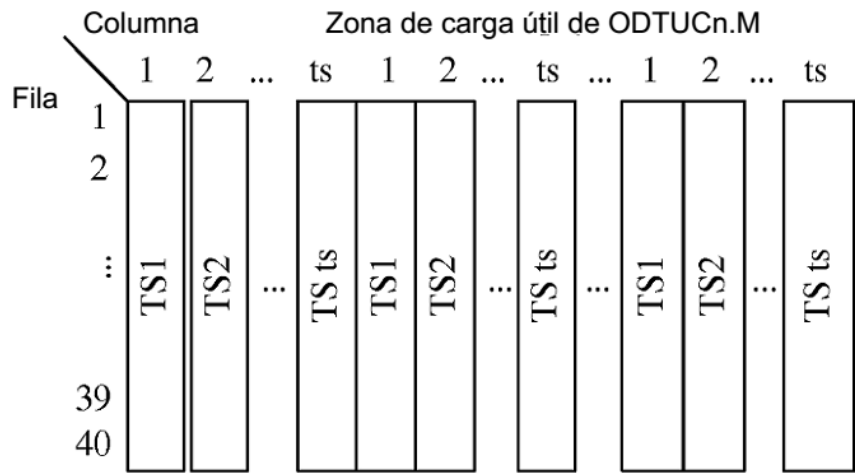 Columna Zona de carga útil de ODTUCn.M
1 2 ... ts 1 2 ... ts ... 1 2 ... ts
Fila
1
2
...
39
40
TS1 TS2 ... TS ts TS1 TS2 ... TS ts ... TS1 TS2 ... TS ts